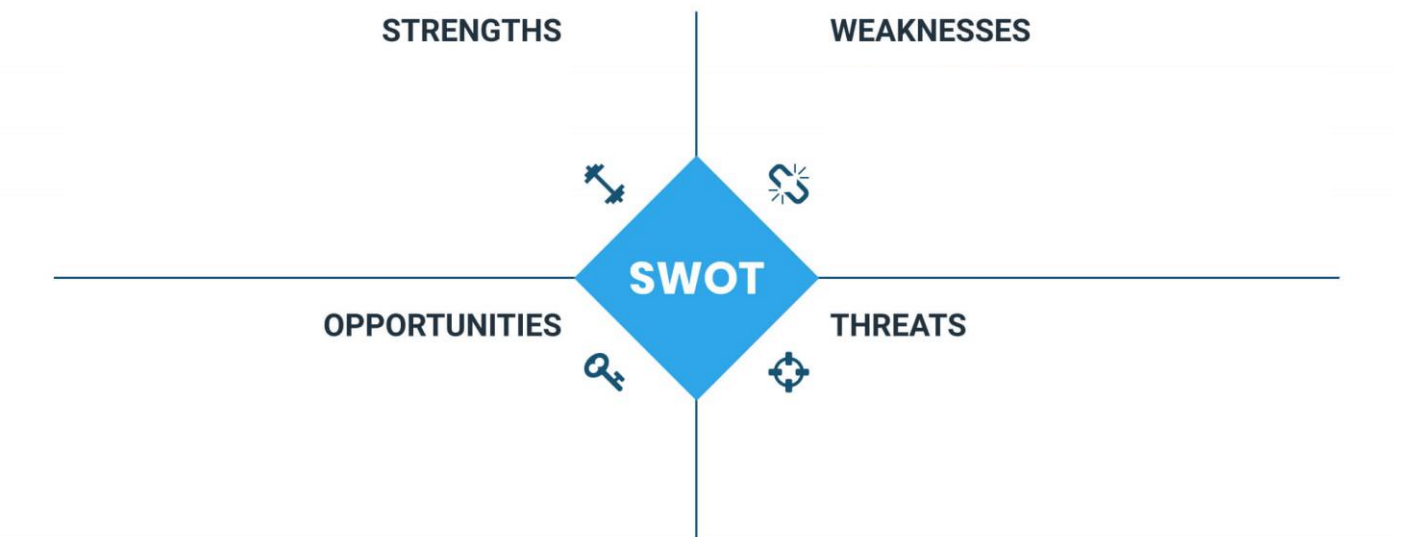 STRENGTHS
WEAKNESSES
SWOT
OPPORTUNITIES
THREATS